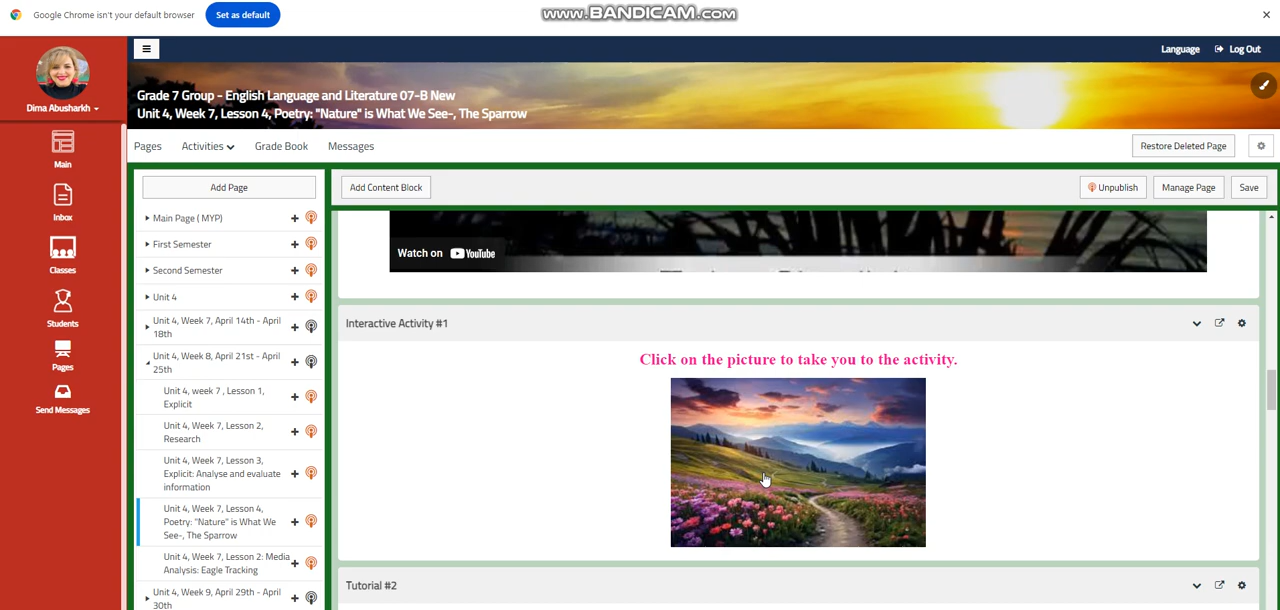 Google Chrome isn't your default browser
Set as default
www.BANDICAM.com
Language
Log Out
Dima Abusharkh
Grade 7 Group - English Language and Literature 07-B New
Unit 4, Week 7, Lesson 4, Poetry: "Nature" is What We See-, The Sparrow
Pages
Activities
Grade Book
Messages
Restore Deleted Page
Main
Inbox
Classes
Students
Pages
Send Messages
Add Page
Main Page ( MYP)
First Semester
Second Semester
Unit 4
Unit 4, Week 7, April 14th - April
18th
Unit 4, Week 8, April 21st - April
25th
Unit 4, week 7 , Lesson 1,
Explicit
Unit 4, Week 7, Lesson 2,
Research
Unit 4, Week 7, Lesson 3,
Explicit: Analyse and evaluate
information
Unit 4, Week 7, Lesson 4,
Poetry: "Nature" is What We
See-, The Sparrow
Unit 4, Week 7, Lesson 2: Media
Analysis: Eagle Tracking
Unit 4, Week 9, April 29th - April
30th
Add Content Block
Unpublish
Manage Page
Save
Watch on YouTube
Interactive Activity #1
Click on the picture to take you to the activity.
Tutorial #2